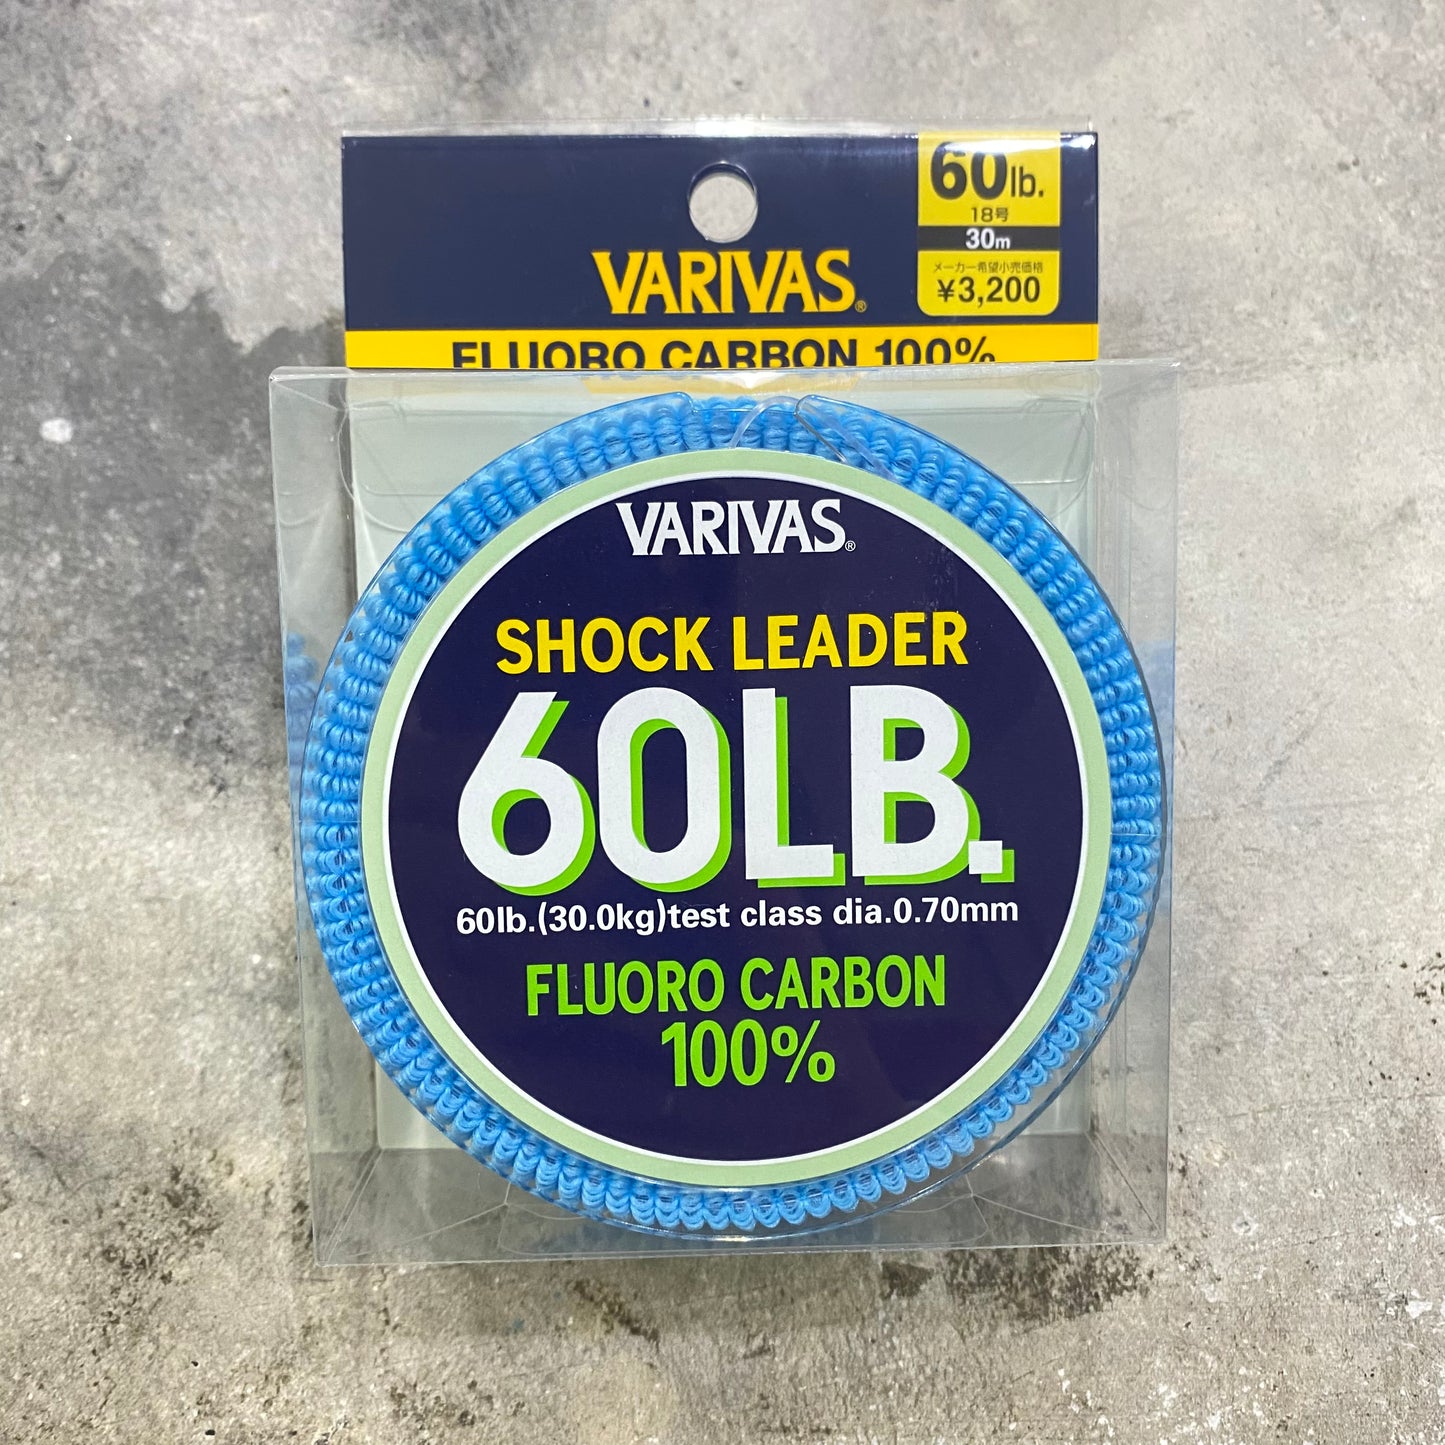 60lb.
18号
30m
メーカー希望小売価格
¥3,200
VARIVAS®
FLUORO CARBON 100%
VARIVAS®
SHOCK LEADER
60LB.
60lb.(30.0kg)test class dia.0.70mm
FLUORO CARBON
100%